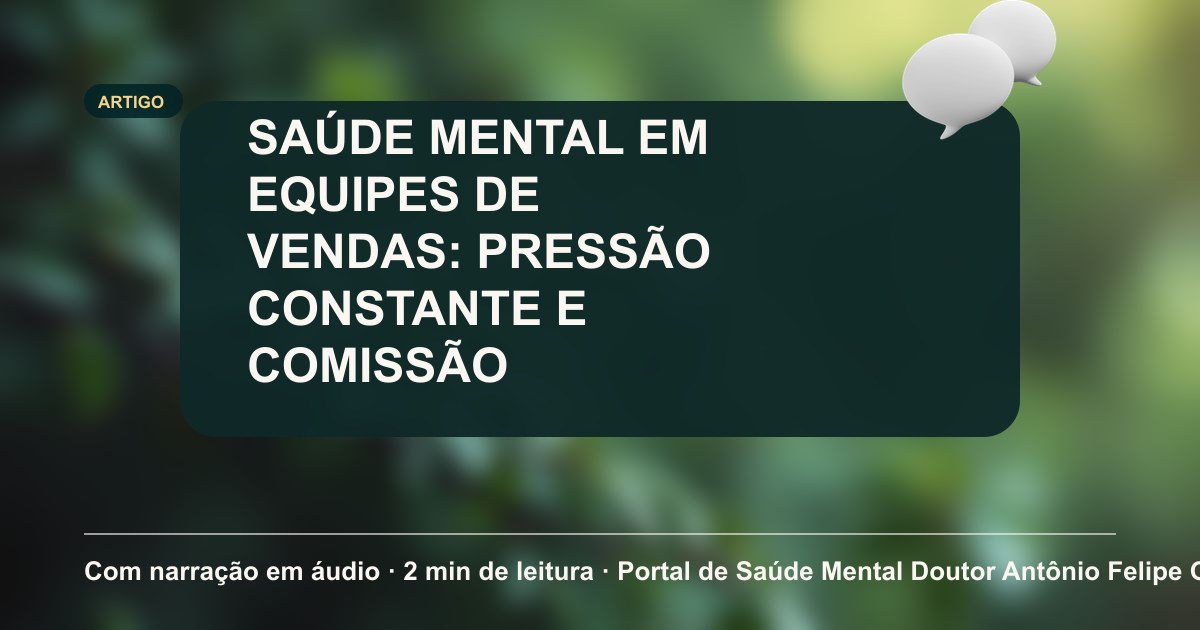 ARTIGO
SAÚDE MENTAL EM
EQUIPES DE
VENDAS: PRESSÃO
CONSTANTE E
COMISSÃO
Com narração em áudio · 2 min de leitura · Portal de Saúde Mental Doutor Antônio Felipe